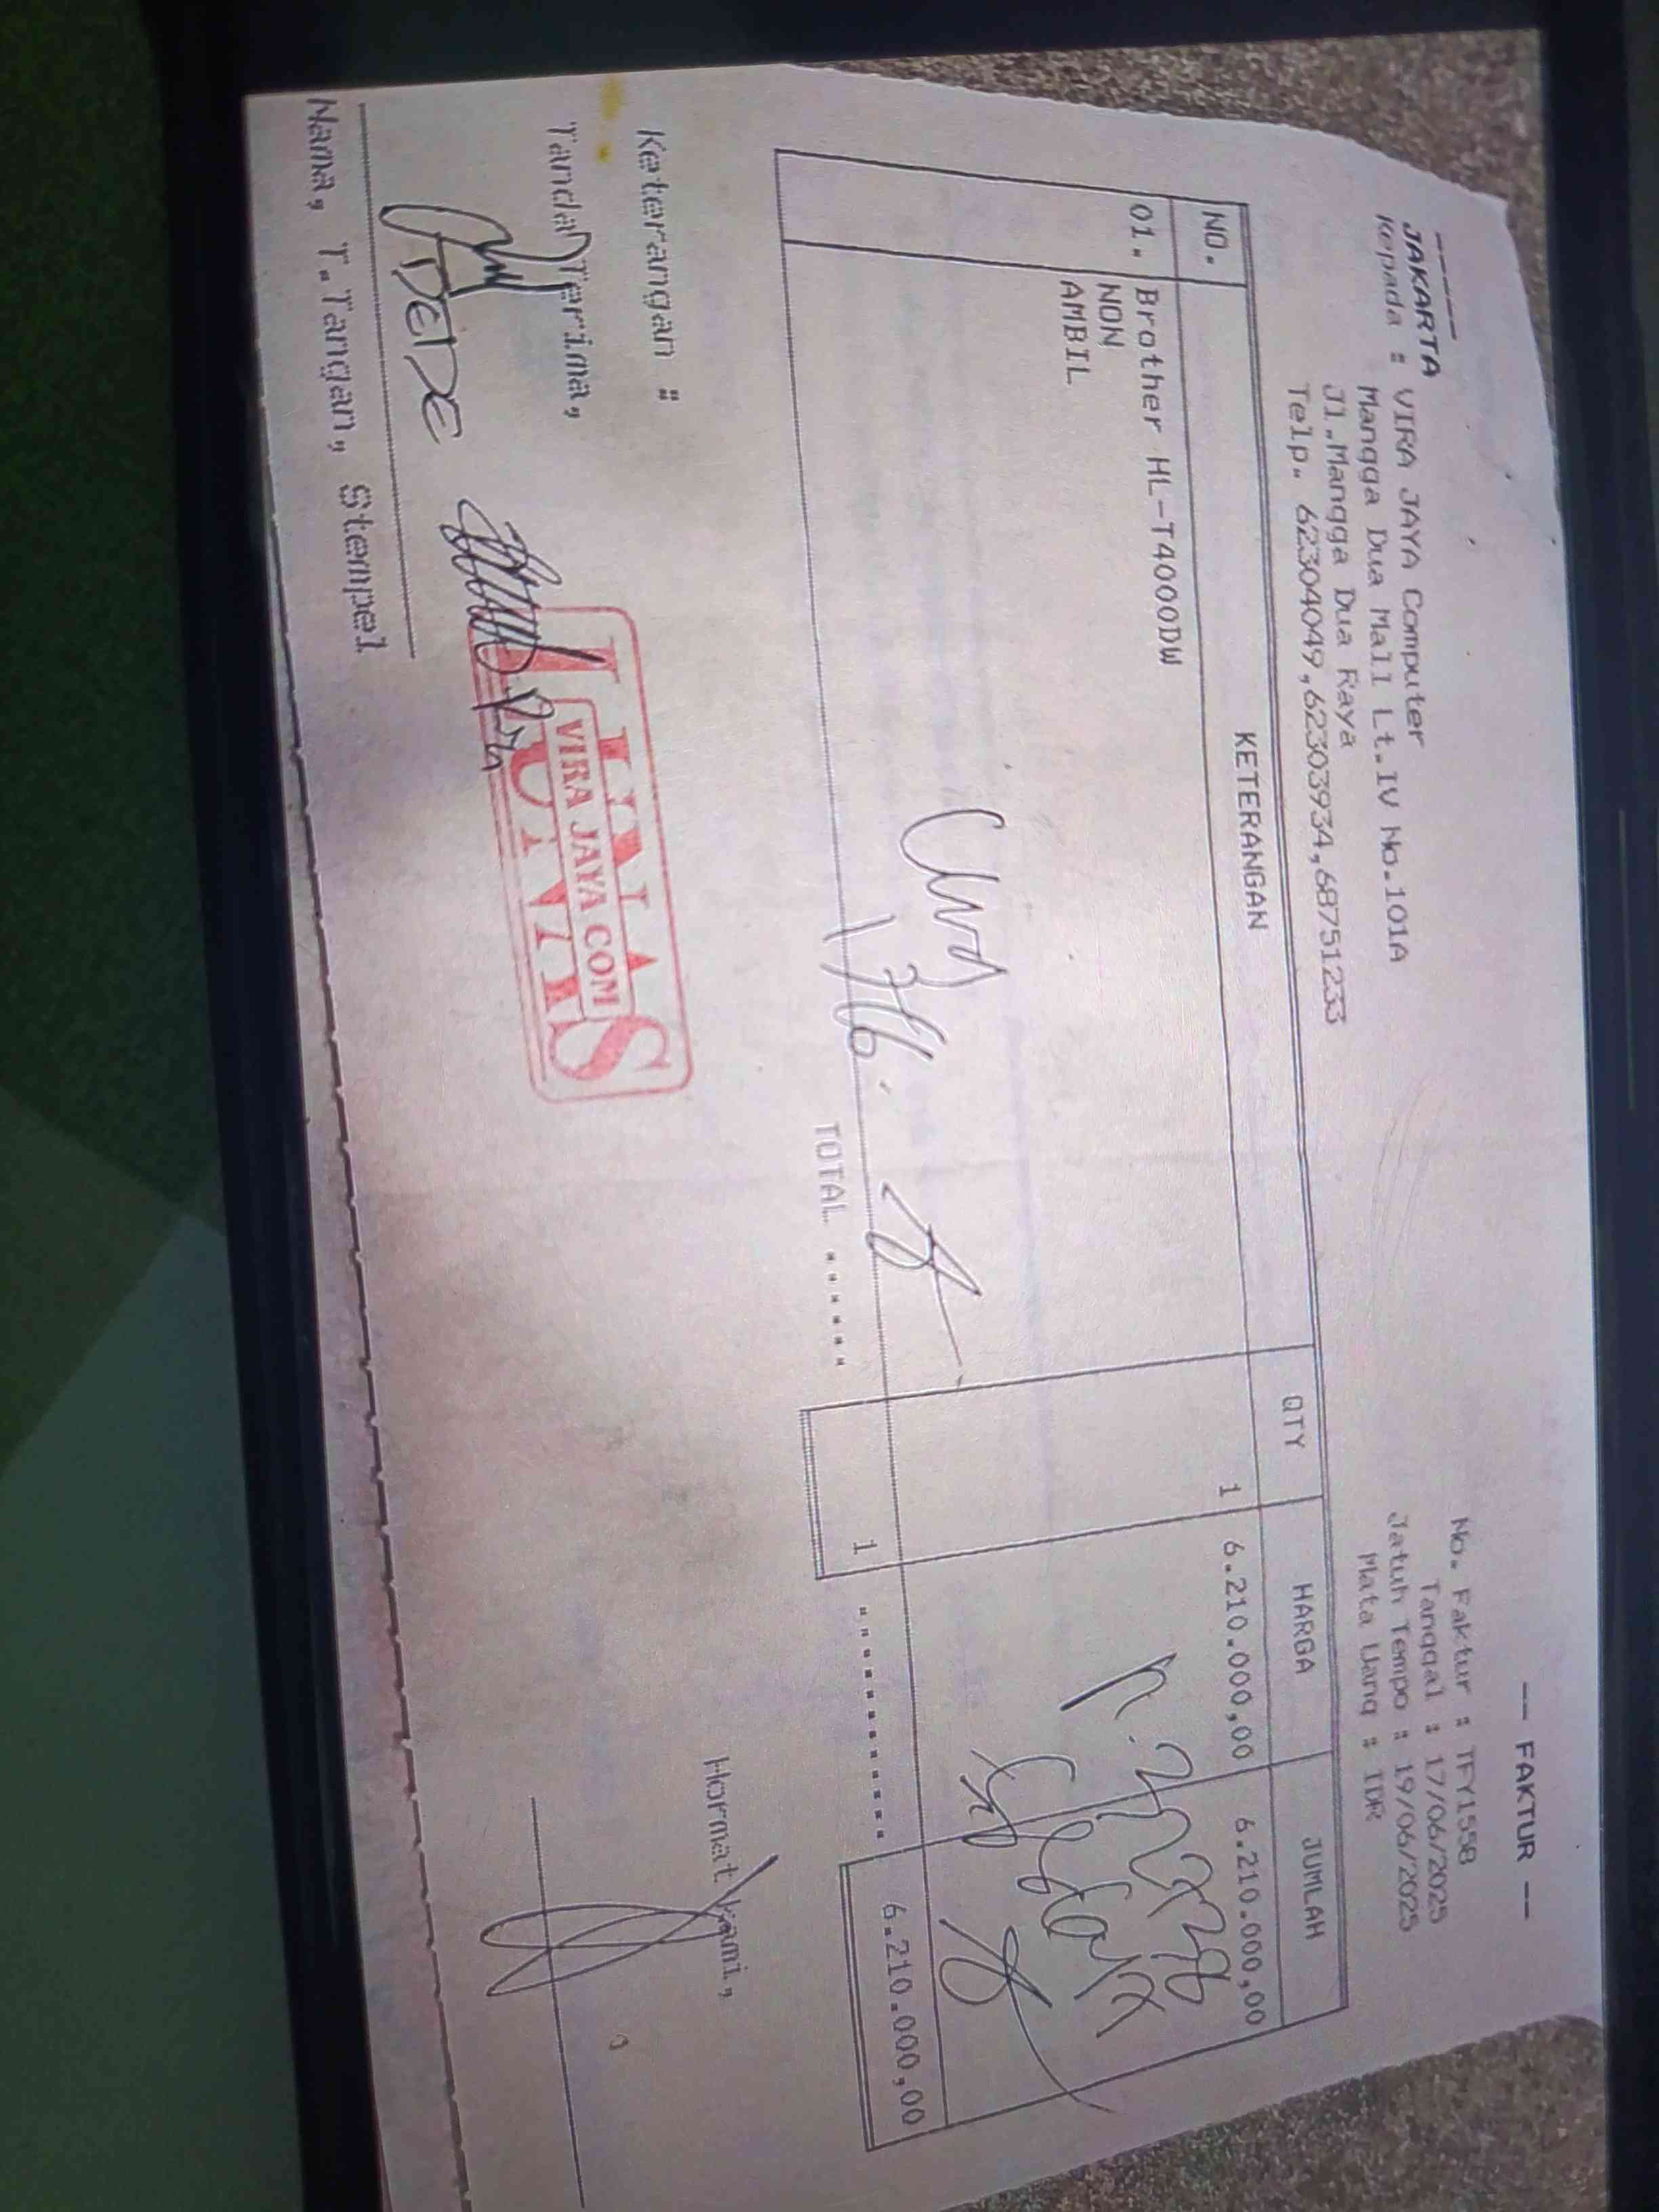 -- FAKTUR --
JAKARTA
Kepada : VIRA JAYA Computer
Mangga Dua Mall Lt.IV No.101A
Jl.Mangga Dua Raya
Telp. 62304049,62303934,68751233
No. Faktur : TFY1558
Tanggal : 17/06/2025
Jatuh Tempo : 19/06/2025
Mata Uang : IDR
NO. KETERANGAN QTY HARGA JUMLAH
01. Brother HL-T4000DW 1 6.210.000,00 6.210.000,00
NON
AMBIL
TOTAL ...... 1 ............ 6.210.000,00
Keterangan :
Tanda Terima,
Hormat kami,
DEDE
LUNAS
VIRA JAYA COM
Nama, T.Tangan, Stempel